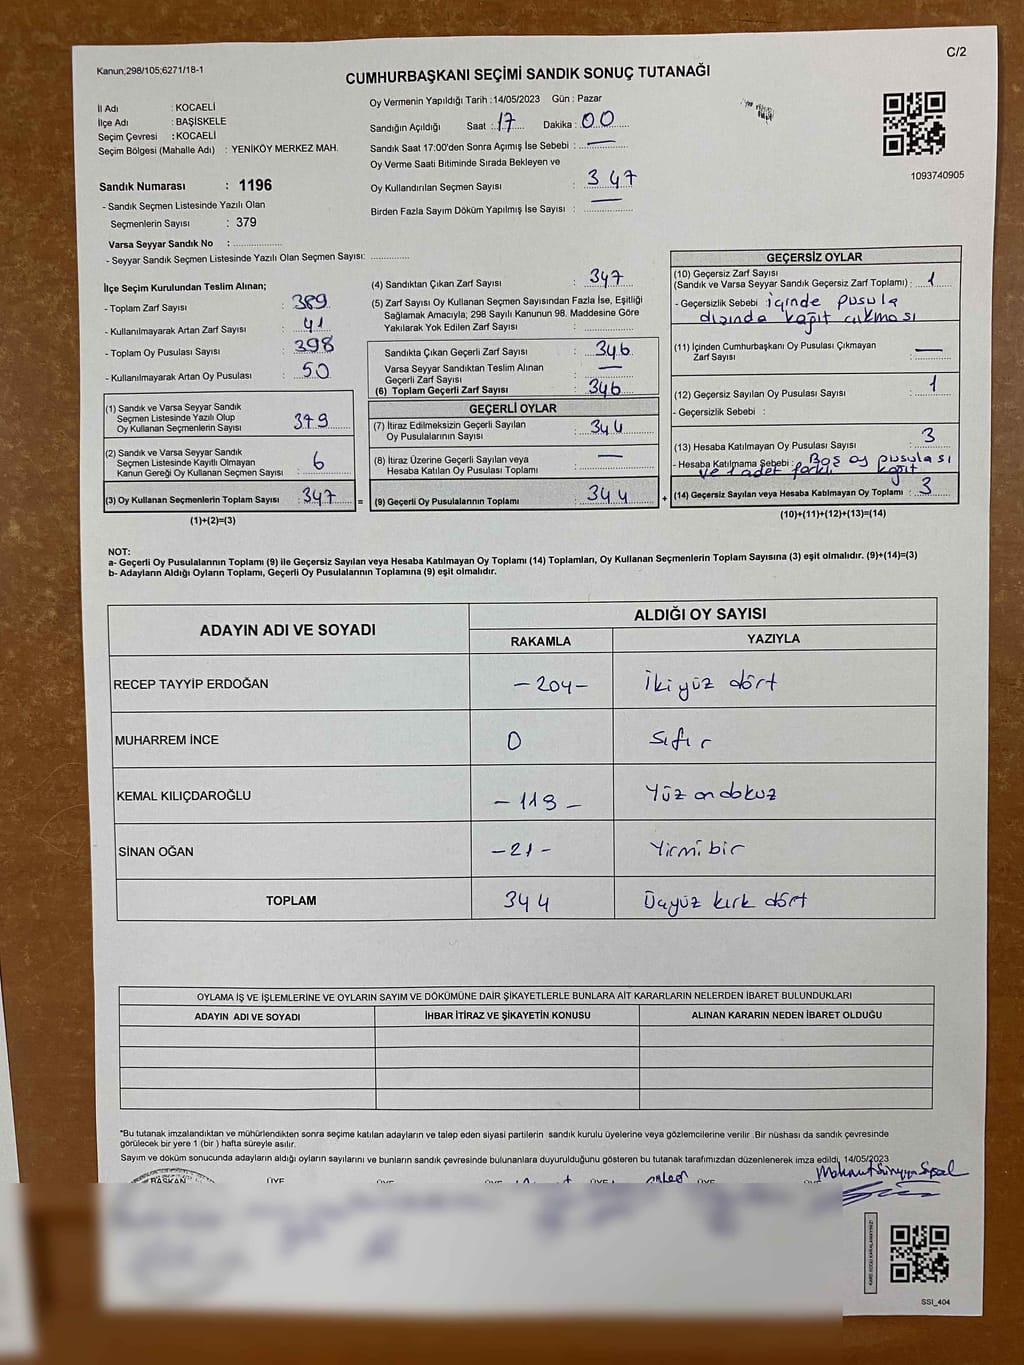 Kanun;298/105;6271/18-1
C/2
CUMHURBAŞKANI SEÇİMİ SANDIK SONUÇ TUTANAĞI
İl Adı : KOCAELİ
İlçe Adı : BAŞİSKELE
Seçim Çevresi : KOCAELİ
Seçim Bölgesi (Mahalle Adı) : YENİKÖY MERKEZ MAH.
Sandık Numarası : 1196
- Sandık Seçmen Listesinde Yazılı Olan
Seçmenlerin Sayısı : 379
Varsa Seyyar Sandık No :
- Seyyar Sandık Seçmen Listesinde Yazılı Olan Seçmen Sayısı:
Oy Vermenin Yapıldığı Tarih :14/05/2023 Gün : Pazar
Sandığın Açıldığı Saat : 17 Dakika : 00
Sandık Saat 17:00'den Sonra Açımış İse Sebebi : —
Oy Verme Saati Bitiminde Sırada Bekleyen ve
Oy Kullandırılan Seçmen Sayısı : 347
Birden Fazla Sayım Döküm Yapılmış İse Sayısı : —
1093740905
İlçe Seçim Kurulundan Teslim Alınan;
- Toplam Zarf Sayısı : 389
- Kullanılmayarak Artan Zarf Sayısı : 41
- Toplam Oy Pusulası Sayısı : 398
- Kullanılmayarak Artan Oy Pusulası : 50
(1) Sandık ve Varsa Seyyar Sandık
Seçmen Listesinde Yazılı Olup
Oy Kullanan Seçmenlerin Sayısı : 379
(2) Sandık ve Varsa Seyyar Sandık
Seçmen Listesinde Kayıtlı Olmayan
Kanun Gereği Oy Kullanan Seçmen Sayısı : 6
(3) Oy Kullanan Seçmenlerin Toplam Sayısı : 347 =
(1)+(2)=(3)
(4) Sandıktan Çıkan Zarf Sayısı : 347
(5) Zarf Sayısı Oy Kullanan Seçmen Sayısından Fazla İse, Eşitliği
Sağlamak Amacıyla; 298 Sayılı Kanunun 98. Maddesine Göre
Yakılarak Yok Edilen Zarf Sayısı :
Sandıkta Çıkan Geçerli Zarf Sayısı : 346
Varsa Seyyar Sandıktan Teslim Alınan
Geçerli Zarf Sayısı : —
(6) Toplam Geçerli Zarf Sayısı : 346
GEÇERLİ OYLAR
(7) İtiraz Edilmeksizin Geçerli Sayılan
Oy Pusulalarının Sayısı : 344
(8) İtiraz Üzerine Geçerli Sayılan veya
Hesaba Katılan Oy Pusulası Toplamı : —
(9) Geçerli Oy Pusulalarının Toplamı : 344 +
GEÇERSİZ OYLAR
(10) Geçersiz Zarf Sayısı
(Sandık ve Varsa Seyyar Sandık Geçersiz Zarf Toplamı) : 1
- Geçersizlik Sebebi : içinde pusula
dışında kağıt çıkması
(11) İçinden Cumhurbaşkanı Oy Pusulası Çıkmayan
Zarf Sayısı : —
(12) Geçersiz Sayılan Oy Pusulası Sayısı : 1
- Geçersizlik Sebebi :
(13) Hesaba Katılmayan Oy Pusulası Sayısı : 3
- Hesaba Katılmama Sebebi : Boş oy pusulası
ve 1 adet farklı kağıt
(14) Geçersiz Sayılan veya Hesaba Katılmayan Oy Toplamı : 3
(10)+(11)+(12)+(13)=(14)
NOT:
a- Geçerli Oy Pusulalarının Toplamı (9) ile Geçersiz Sayılan veya Hesaba Katılmayan Oy Toplamı (14) Toplamları, Oy Kullanan Seçmenlerin Toplam Sayısına (3) eşit olmalıdır. (9)+(14)=(3)
b- Adayların Aldığı Oyların Toplamı, Geçerli Oy Pusulalarının Toplamına (9) eşit olmalıdır.
ADAYIN ADI VE SOYADI
ALDIĞI OY SAYISI
RAKAMLA YAZIYLA
RECEP TAYYİP ERDOĞAN - 204 - İkiyüz dört
MUHARREM İNCE 0 sıfır
KEMAL KILIÇDAROĞLU - 119 - Yüz ondokuz
SİNAN OĞAN - 21 - Yirmibir
TOPLAM 344 Üçyüz kırk dört
OYLAMA İŞ VE İŞLEMLERİNE VE OYLARIN SAYIM VE DÖKÜMÜNE DAİR ŞİKAYETLERLE BUNLARA AİT KARARLARIN NELERDEN İBARET BULUNDUKLARI
ADAYIN ADI VE SOYADI İHBAR İTİRAZ VE ŞİKAYETİN KONUSU ALINAN KARARIN NEDEN İBARET OLDUĞU
*Bu tutanak imzalandıktan ve mühürlendikten sonra seçime katılan adayların ve talep eden siyasi partilerin sandık kurulu üyelerine veya gözlemcilerine verilir .Bir nüshası da sandık çevresinde
görülecek bir yere 1 (bir ) hafta süreyle asılır.
Sayım ve döküm sonucunda adayların aldığı oyların sayılarını ve bunların sandık çevresinde bulunanlara duyurulduğunu gösteren bu tutanak tarafımızdan düzenlenerek imza edildi, 14/05/2023
BAŞKAN ÜYE ÜYE ÜYE ÜYE ÜYE
SSİ_404